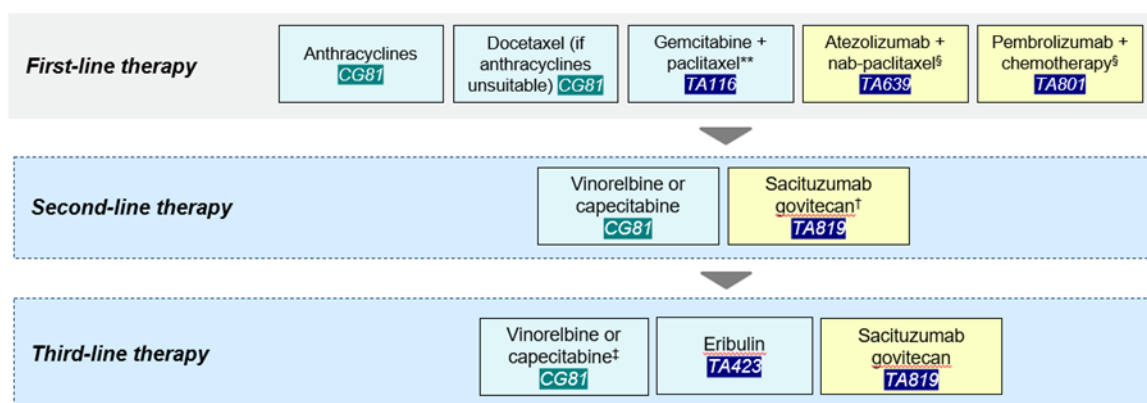 First-line therapy
Anthracyclines
CG81
Docetaxel (if
anthracyclines
unsuitable) CG81
Gemcitabine +
paclitaxel**
TA116
Atezolizumab +
nab-paclitaxel§
TA639
Pembrolizumab +
chemotherapy§
TA801
Second-line therapy
Vinorelbine or
capecitabine
CG81
Sacituzumab
govitecan†
TA819
Third-line therapy
Vinorelbine or
capecitabine‡
CG81
Eribulin
TA423
Sacituzumab
govitecan
TA819